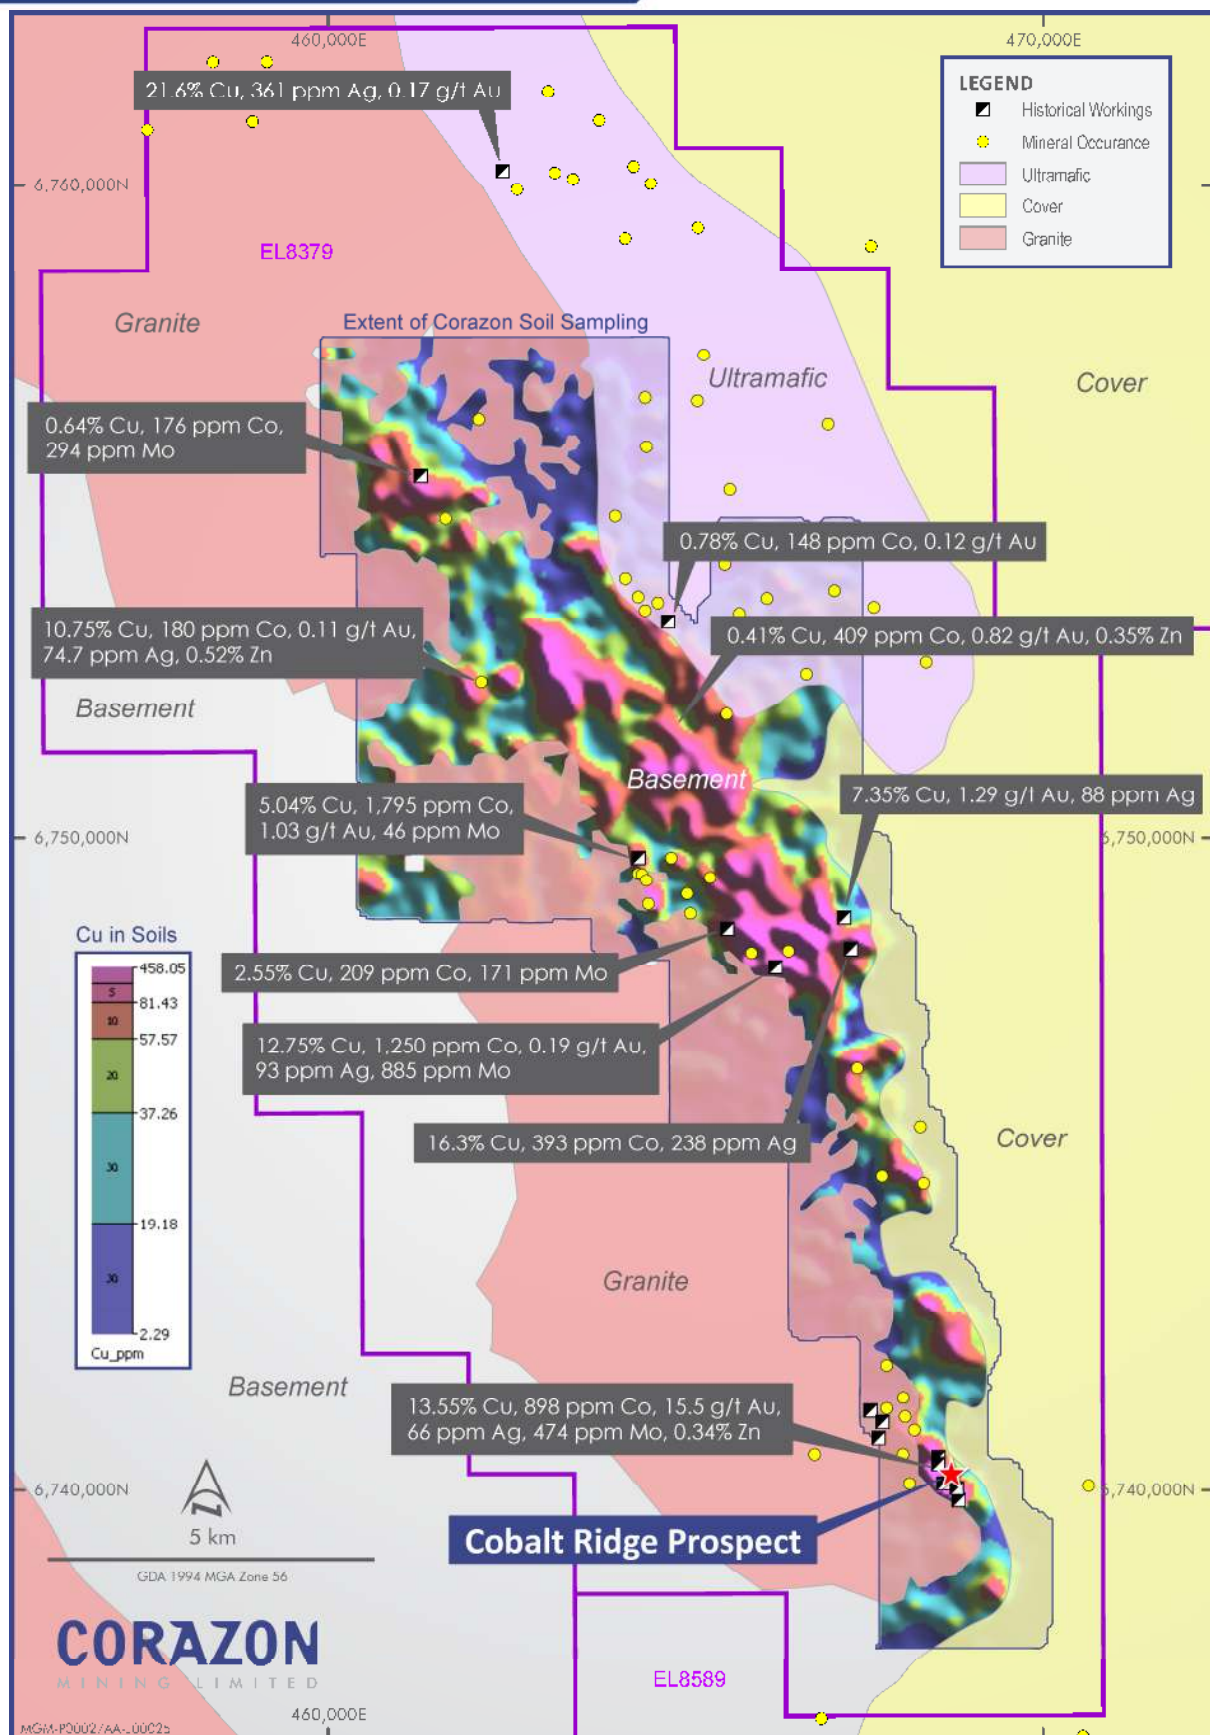 460,000E
470,000E
LEGEND
Historical Workings
Mineral Occurance
Ultramafic
Cover
Granite
21.6% Cu, 361 ppm Ag, 0.17 g/t Au
6,760,000N
EL8379
Granite
Extent of Corazon Soil Sampling
Ultramafic
Cover
0.64% Cu, 176 ppm Co,
294 ppm Mo
0.78% Cu, 148 ppm Co, 0.12 g/t Au
10.75% Cu, 180 ppm Co, 0.11 g/t Au,
74.7 ppm Ag, 0.52% Zn
0.41% Cu, 409 ppm Co, 0.82 g/t Au, 0.35% Zn
Basement
Basement
7.35% Cu, 1.29 g/t Au, 88 ppm Ag
5.04% Cu, 1,795 ppm Co,
1.03 g/t Au, 46 ppm Mo
6,750,000N
6,750,000N
Cu in Soils
458.05
5
81.43
10
57.57
20
37.26
30
19.18
30
2.29
Cu_ppm
2.55% Cu, 209 ppm Co, 171 ppm Mo
12.75% Cu, 1,250 ppm Co, 0.19 g/t Au,
93 ppm Ag, 885 ppm Mo
16.3% Cu, 393 ppm Co, 238 ppm Ag
Cover
Granite
Basement
13.55% Cu, 898 ppm Co, 15.5 g/t Au,
66 ppm Ag, 474 ppm Mo, 0.34% Zn
6,740,000N
6,740,000N
N
5 km
Cobalt Ridge Prospect
GDA 1994 MGA Zone 56
CORAZON
MINING LIMITED
EL8589
460,000E